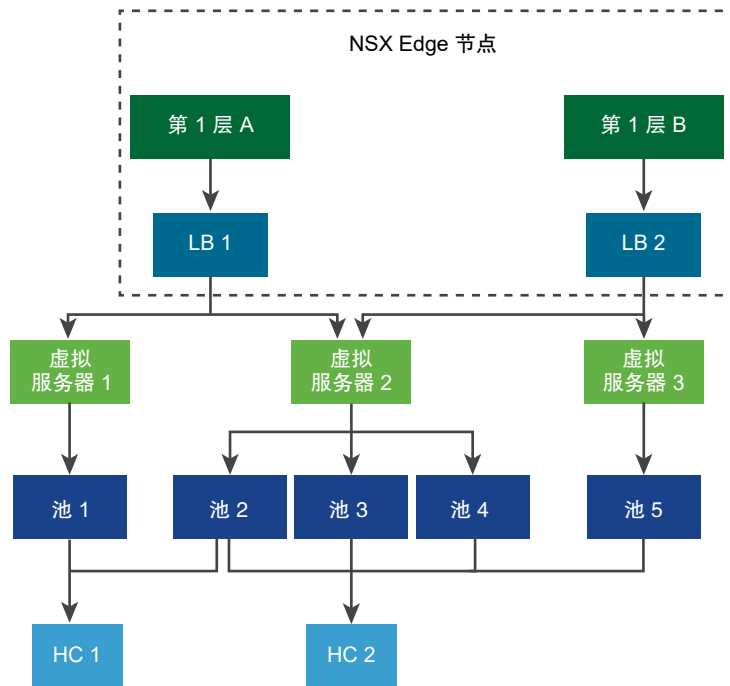 NSX Edge 节点
第 1 层 A
第 1 层 B
LB 1
LB 2
虚拟
服务器 1
虚拟
服务器 2
虚拟
服务器 3
池 1
池 2
池 3
池 4
池 5
HC 1
HC 2